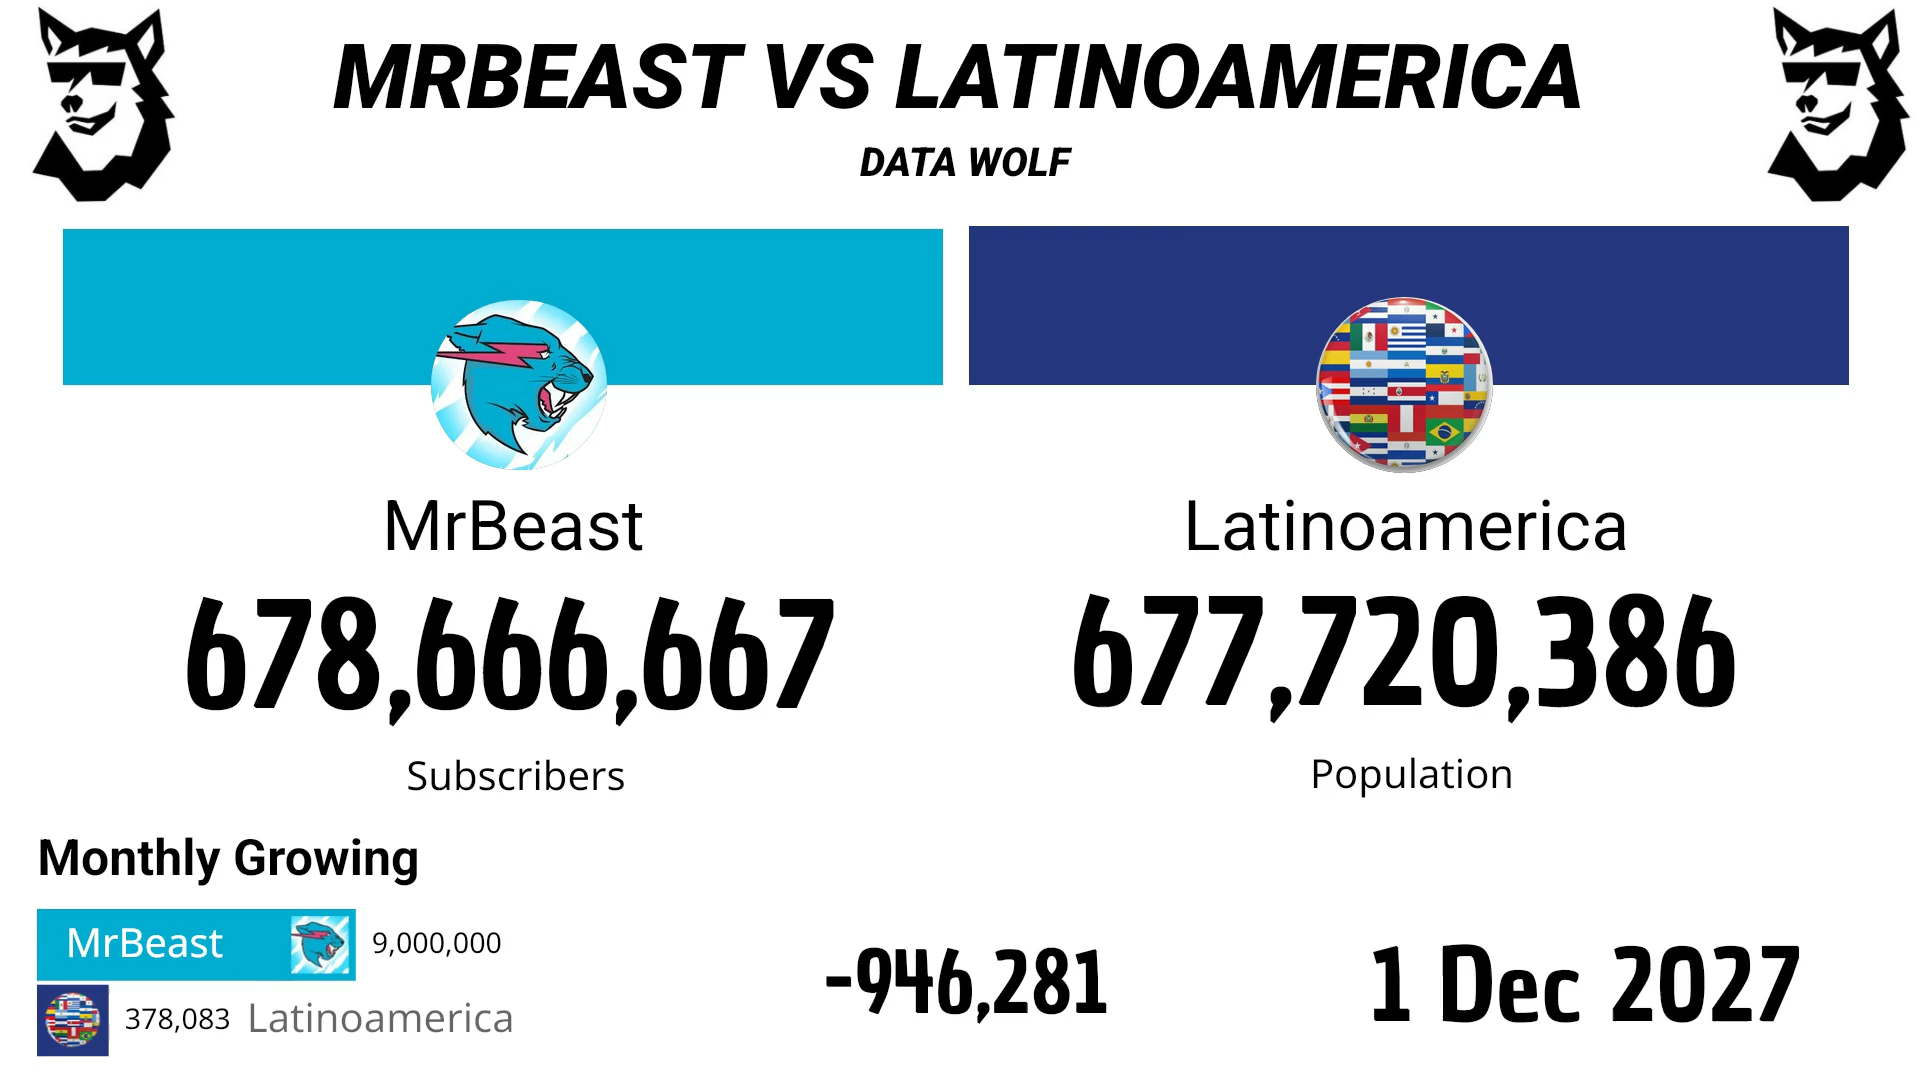 MRBEAST VS LATINOAMERICA
DATA WOLF
MrBeast
678,666,667
Subscribers
Latinoamerica
677,720,386
Population
Monthly Growing
MrBeast 9,000,000
378,083 Latinoamerica
-946,281
1 Dec 2027